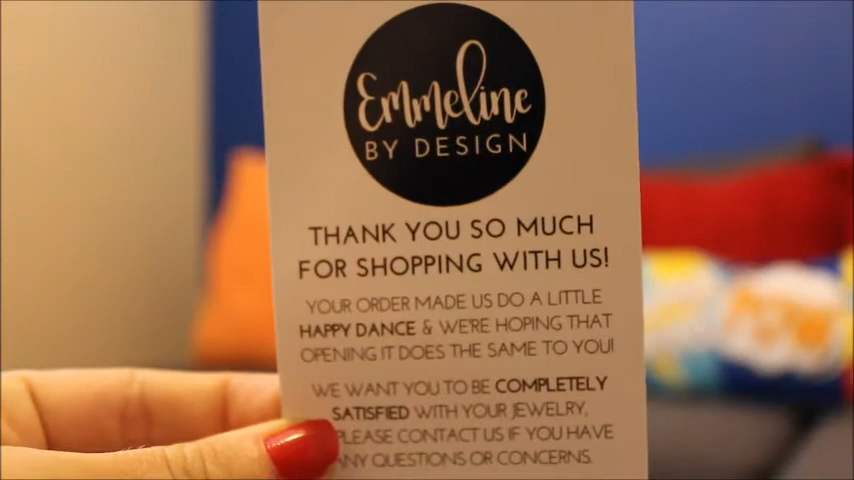 Emmeline
BY DESIGN
THANK YOU SO MUCH
FOR SHOPPING WITH US!
YOUR ORDER MADE US DO A LITTLE
HAPPY DANCE & WE'RE HOPING THAT
OPENING IT DOES THE SAME TO YOU!
WE WANT YOU TO BE COMPLETELY
SATISFIED WITH YOUR JEWELRY,
PLEASE CONTACT US IF YOU HAVE
ANY QUESTIONS OR CONCERNS.